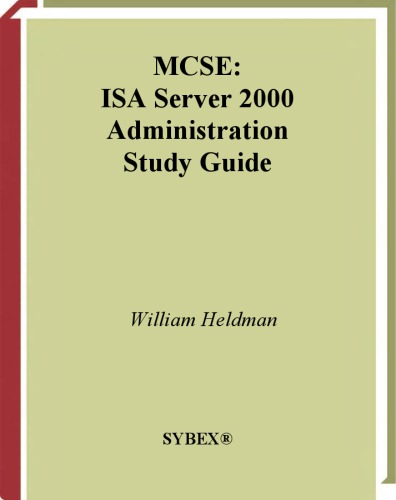 MCSE:
ISA Server 2000
Administration
Study Guide
William Heldman
SYBEX®